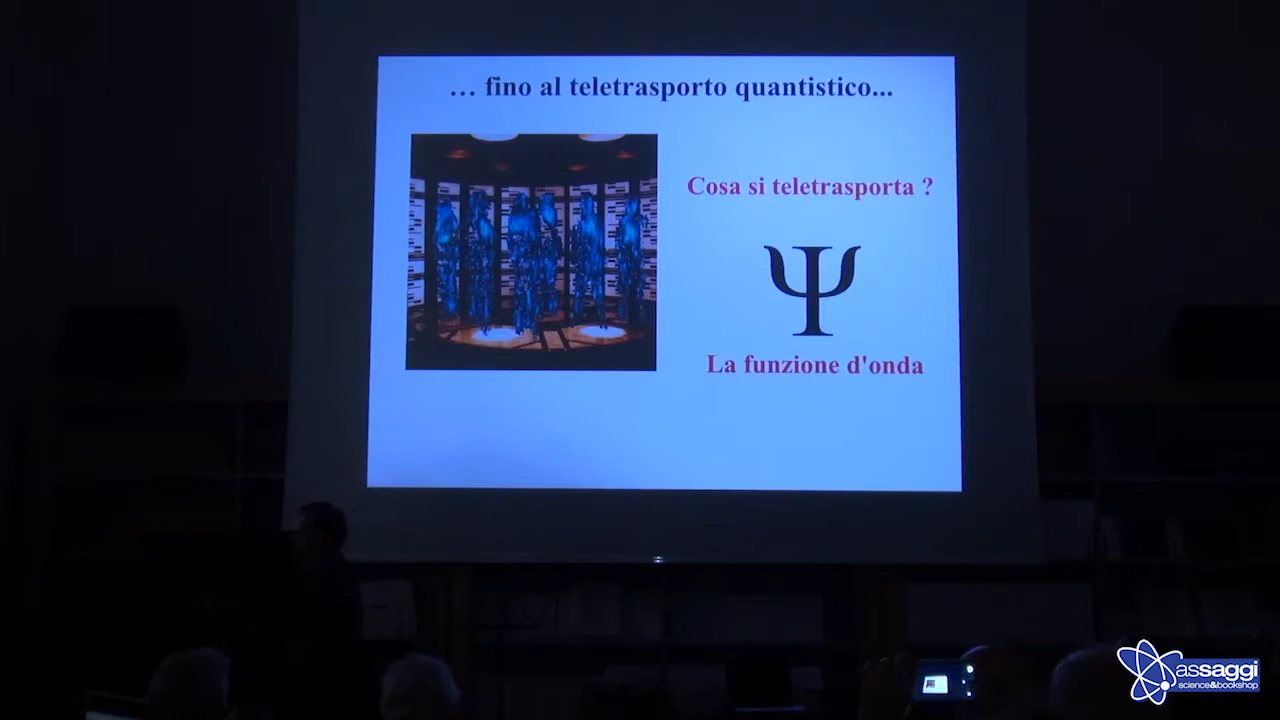 … fino al teletrasporto quantistico...
Cosa si teletrasporta ?
Ψ
La funzione d'onda
assaggi
science&bookshop